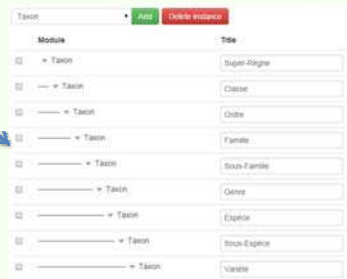 Taxon Add Delete instance
Module Title
Taxon Super-Règne
Taxon Classe
Taxon Ordre
Taxon Famille
Taxon Sous-Famille
Taxon Genre
Taxon Espèce
Taxon Sous-Espèce
Taxon Variété